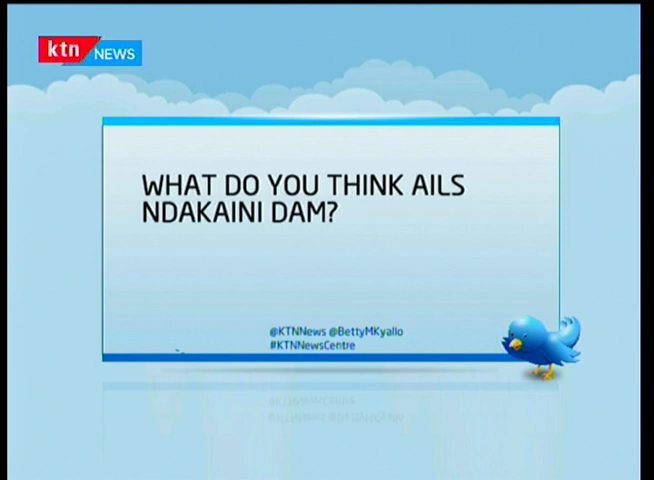 ktn NEWS
WHAT DO YOU THINK AILS
NDAKAINI DAM?
@KTNNews @BettyMKyallo
#KTNNewsCentre